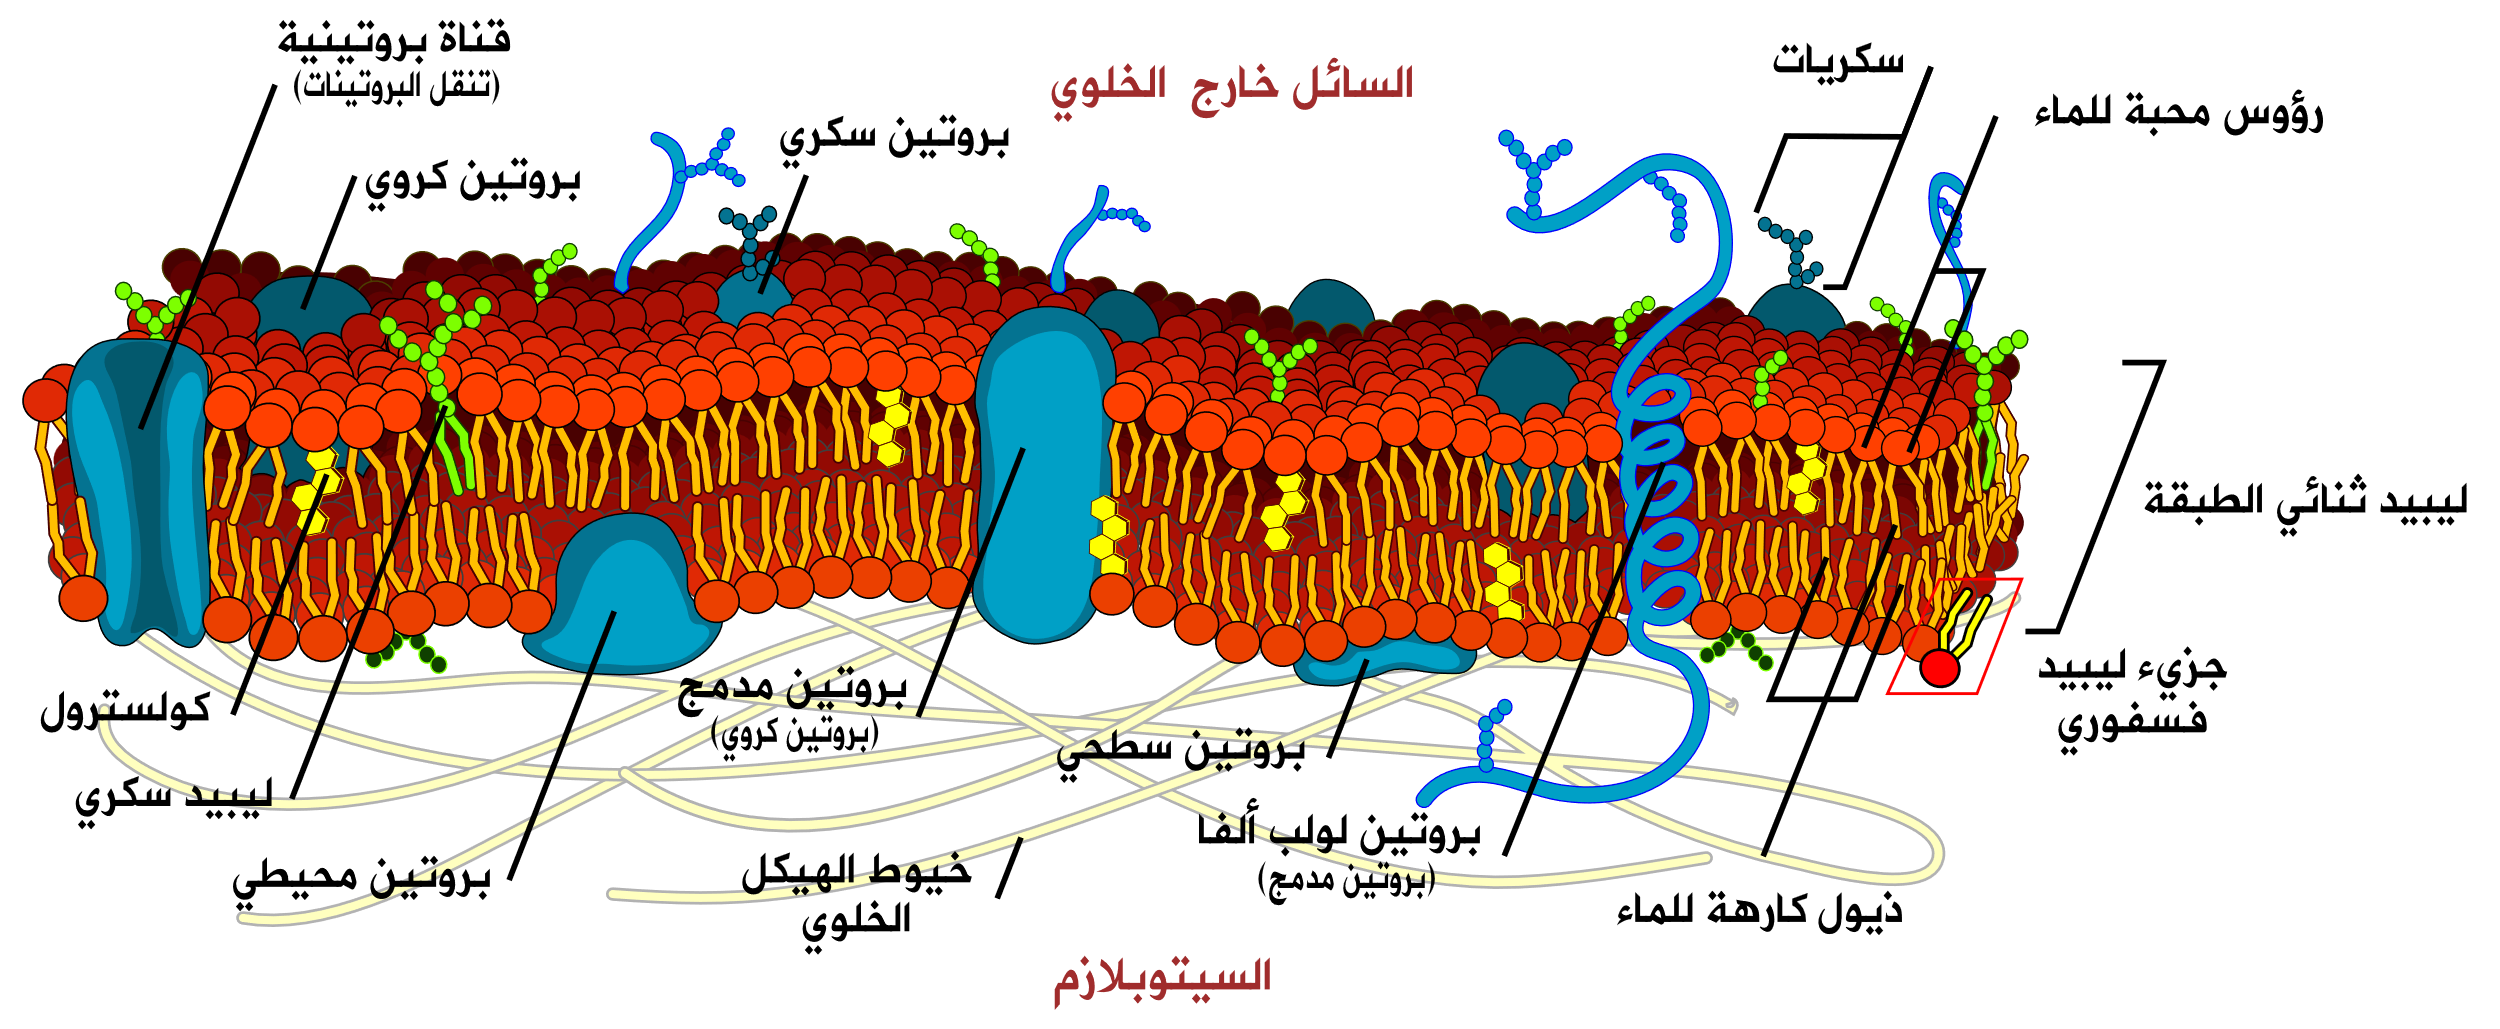 قناة بروتينية
(تنقل البروتينات)
بروتين كروي
بروتين سكري
السائل خارج الخلوي
سكريات
رؤوس محبة للماء
ليبيد ثنائي الطبقة
جزيء ليبيد
فسفوري
كولسترول
ليبيد سكري
بروتين محيطي
بروتين مدمج
(بروتين كروي)
خيوط الهيكل
الخلوي
بروتين سطحي
بروتين لولب ألفا
(بروتين مدمج)
ذيول كارهة للماء
السيتوبلازم